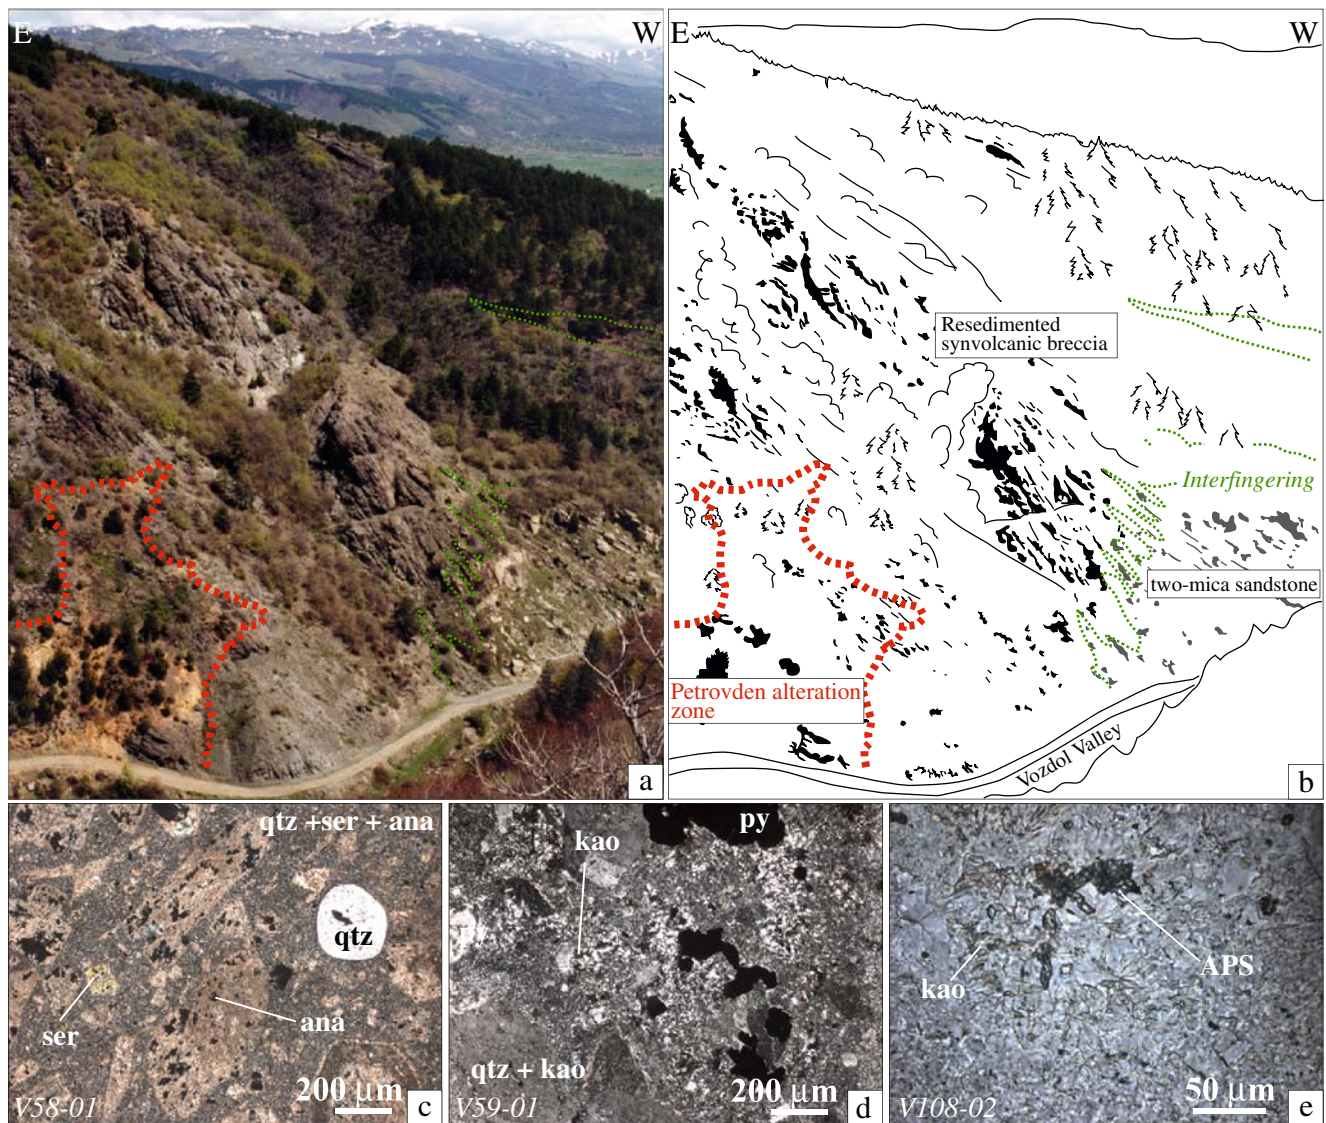 E
W
a
E
W
Resedimented
synvolcanic breccia
Interfingering
two-mica sandstone
Petrovden alteration
zone
Vozdol Valley
b
qtz +ser + ana
qtz
ser
ana
200 µm
V58-01
c
py
kao
py
qtz + kao
200 µm
V59-01
d
APS
kao
50 µm
V108-02
e